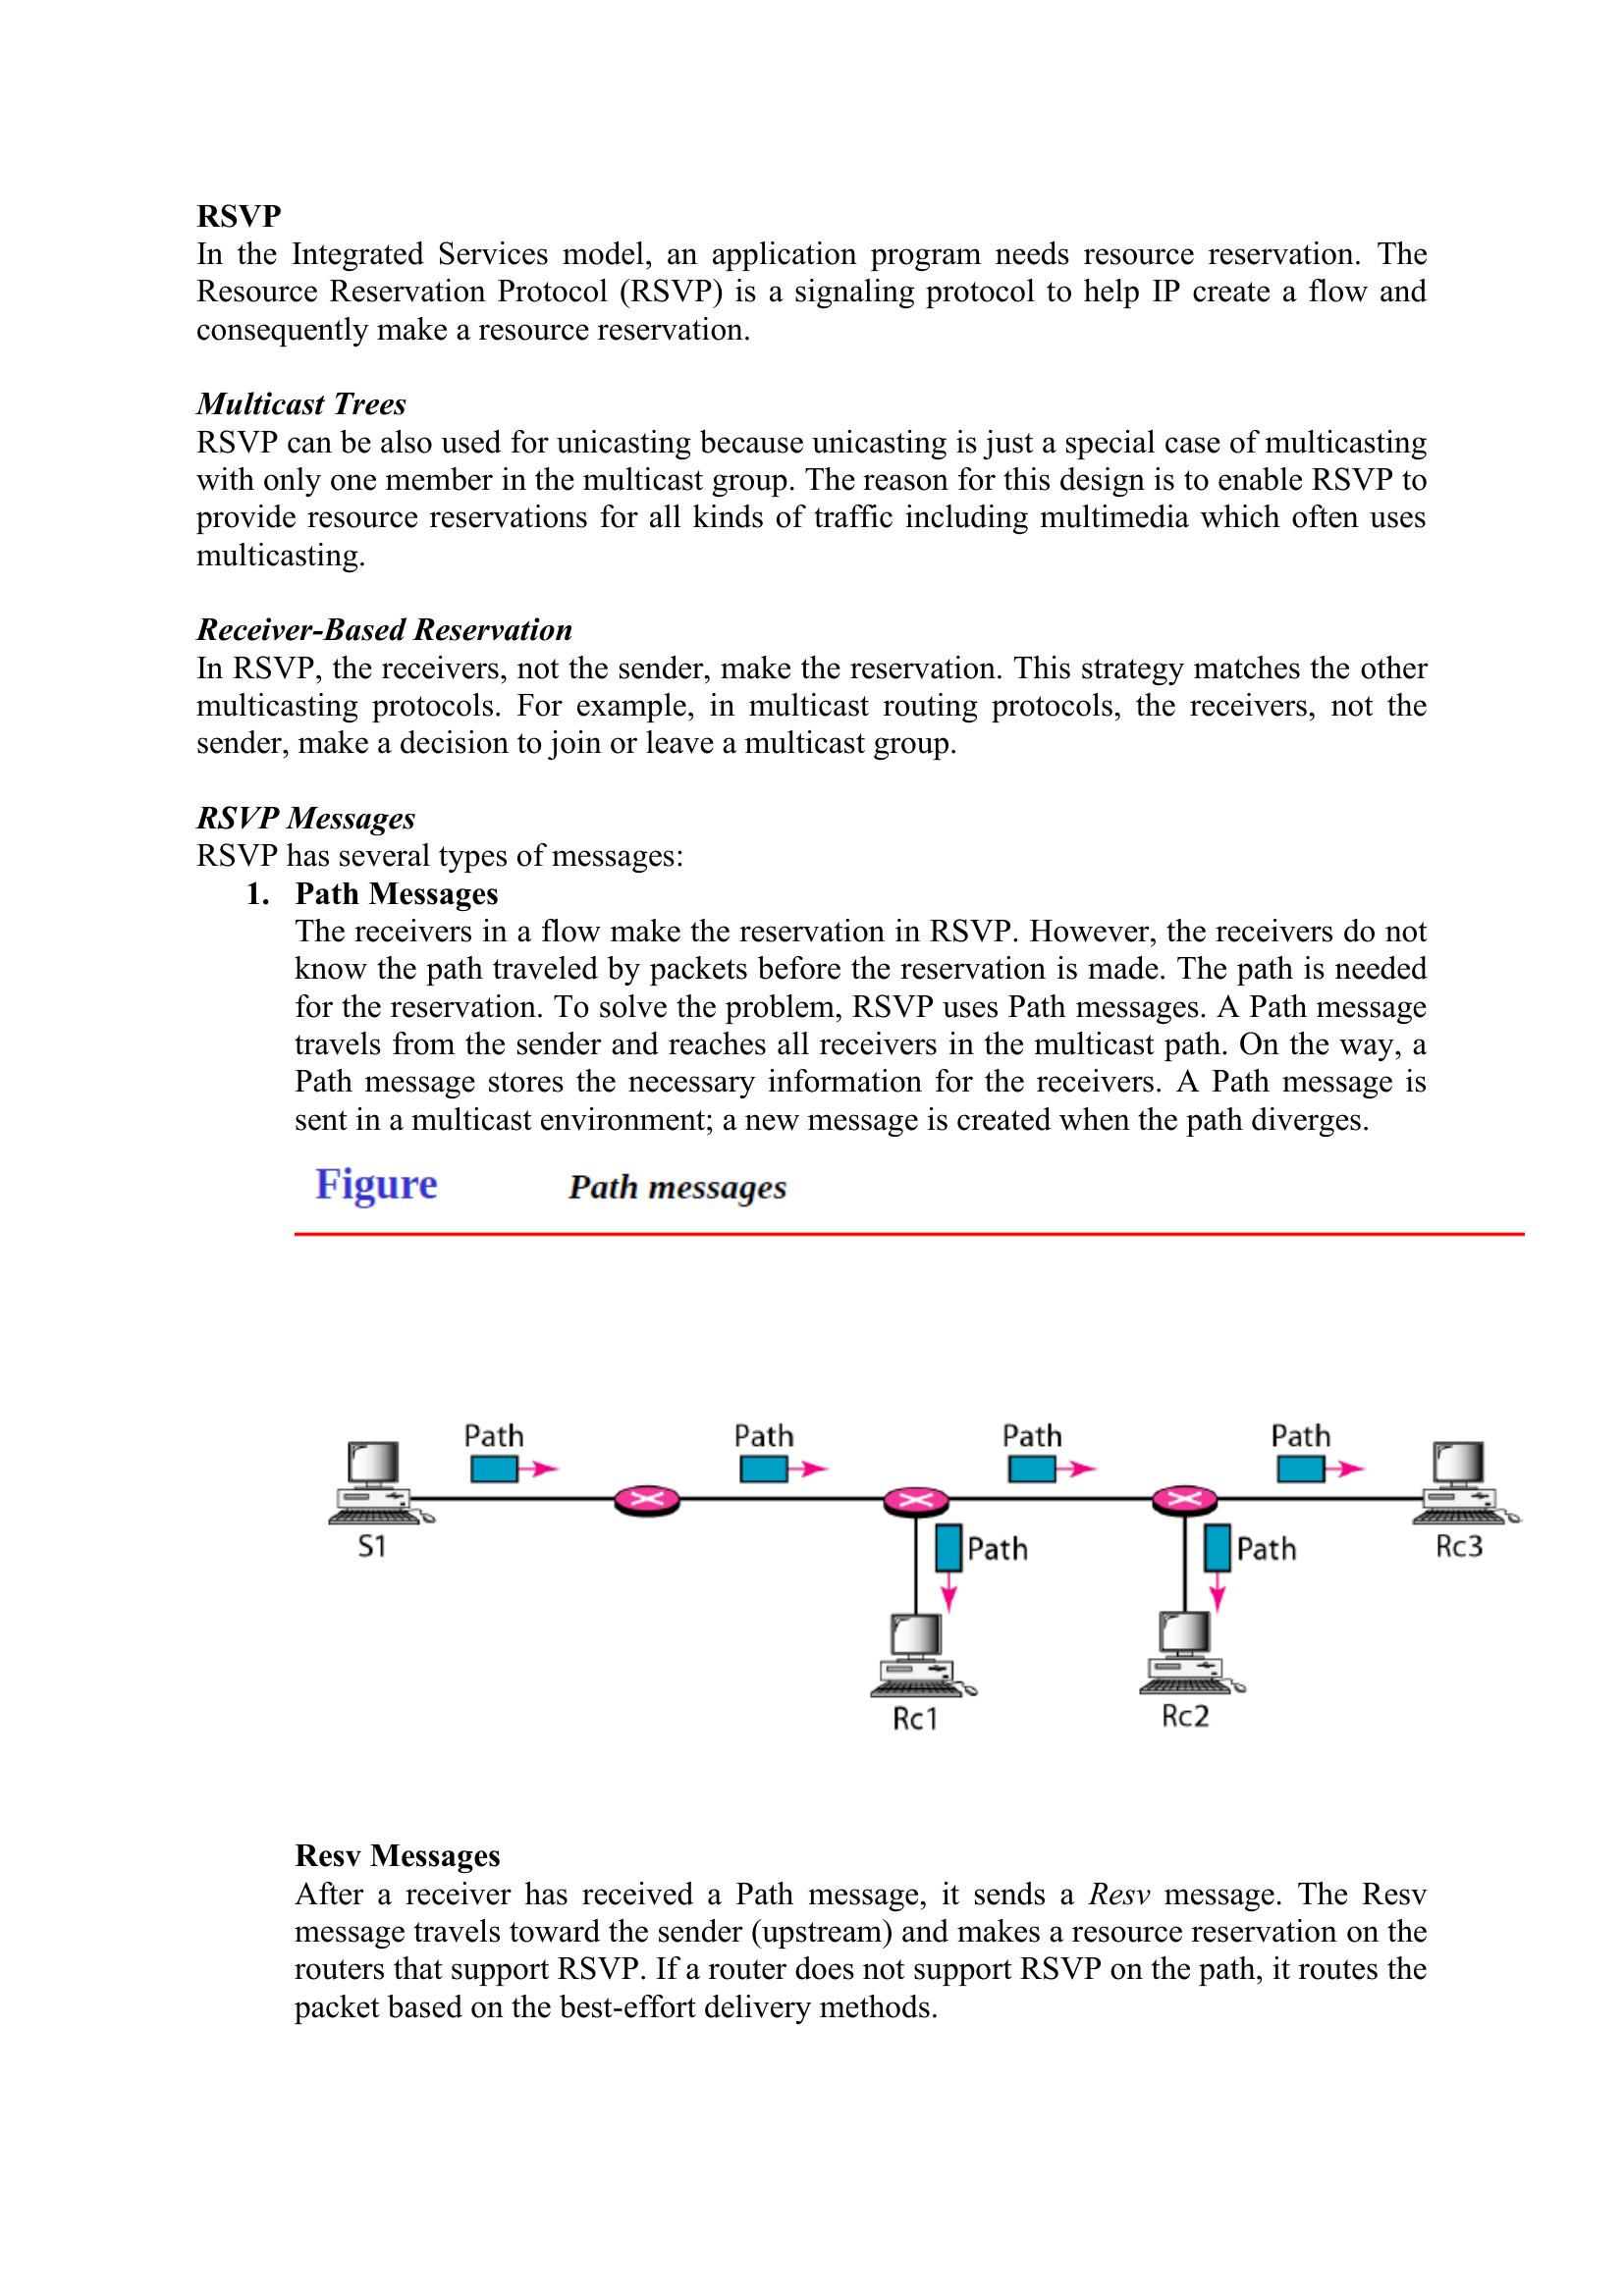 RSVP
In the Integrated Services model, an application program needs resource reservation. The
Resource Reservation Protocol (RSVP) is a signaling protocol to help IP create a flow and
consequently make a resource reservation.
Multicast Trees
RSVP can be also used for unicasting because unicasting is just a special case of multicasting
with only one member in the multicast group. The reason for this design is to enable RSVP to
provide resource reservations for all kinds of traffic including multimedia which often uses
multicasting.
Receiver-Based Reservation
In RSVP, the receivers, not the sender, make the reservation. This strategy matches the other
multicasting protocols. For example, in multicast routing protocols, the receivers, not the
sender, make a decision to join or leave a multicast group.
RSVP Messages
RSVP has several types of messages:
1. Path Messages
The receivers in a flow make the reservation in RSVP. However, the receivers do not
know the path traveled by packets before the reservation is made. The path is needed
for the reservation. To solve the problem, RSVP uses Path messages. A Path message
travels from the sender and reaches all receivers in the multicast path. On the way, a
Path message stores the necessary information for the receivers. A Path message is
sent in a multicast environment; a new message is created when the path diverges.
Figure Path messages
Path Path Path Path
S1 Path Path Rc3
Rc1 Rc2
Resv Messages
After a receiver has received a Path message, it sends a Resv message. The Resv
message travels toward the sender (upstream) and makes a resource reservation on the
routers that support RSVP. If a router does not support RSVP on the path, it routes the
packet based on the best-effort delivery methods.